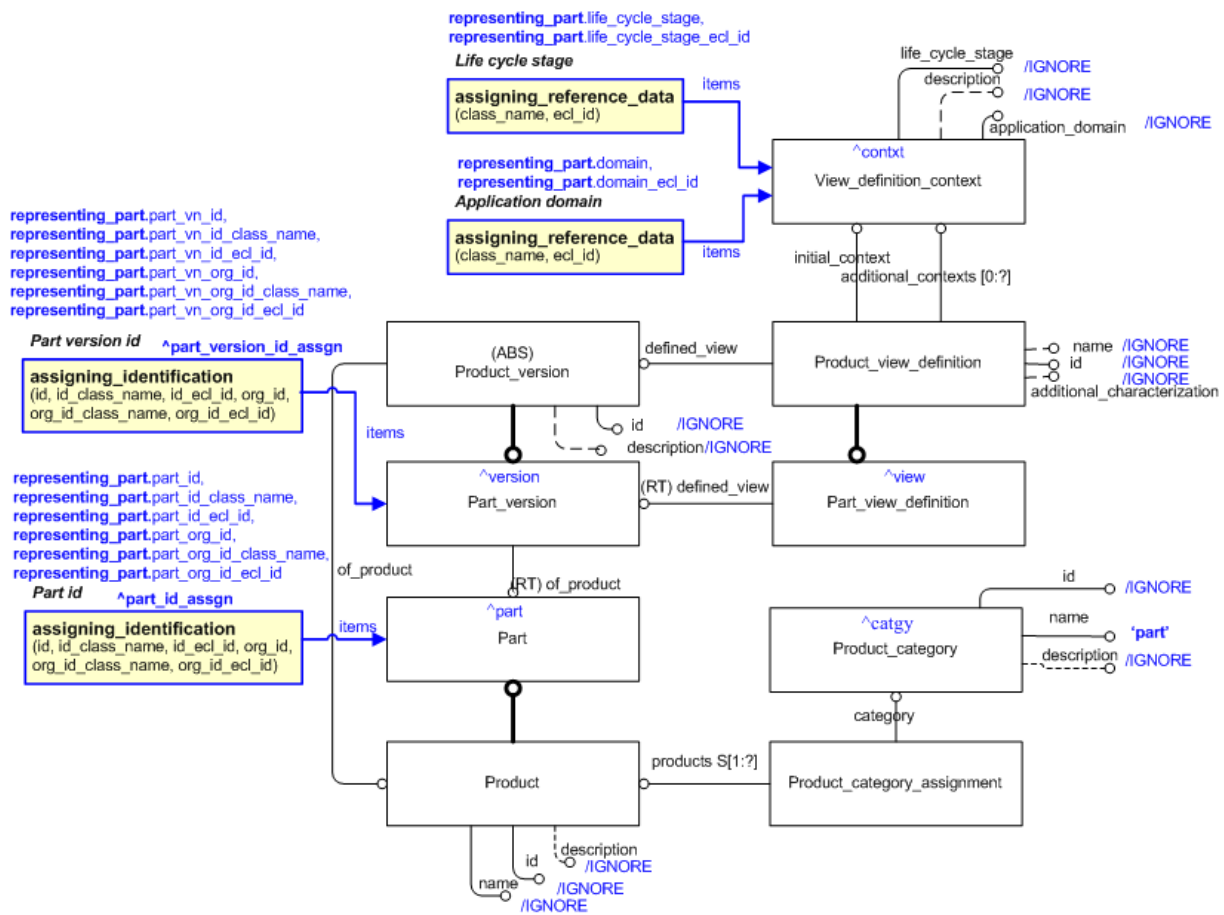 representing_part.life_cycle_stage,
representing_part.life_cycle_stage_ecl_id
Life cycle stage
assigning_reference_data
(class_name, ecl_id)
items
life_cycle_stage
/IGNORE
description
/IGNORE
application_domain
/IGNORE
^contxt
View_definition_context
representing_part.domain,
representing_part.domain_ecl_id
Application domain
assigning_reference_data
(class_name, ecl_id)
items
initial_context
additional_contexts [0:?]
representing_part.part_vn_id,
representing_part.part_vn_id_class_name,
representing_part.part_vn_id_ecl_id,
representing_part.part_vn_org_id,
representing_part.part_vn_org_id_class_name,
representing_part.part_vn_org_id_ecl_id
Part version id
^part_version_id_assgn
assigning_identification
(id, id_class_name, id_ecl_id, org_id,
org_id_class_name, org_id_ecl_id)
items
(ABS)
Product_version
defined_view
Product_view_definition
name
/IGNORE
id
/IGNORE
/IGNORE
additional_characterization
id
/IGNORE
description/IGNORE
^version
Part_version
(RT) defined_view
^view
Part_view_definition
representing_part.part_id,
representing_part.part_id_class_name,
representing_part.part_id_ecl_id,
representing_part.part_org_id,
representing_part.part_org_id_class_name,
representing_part.part_org_id_ecl_id
Part id
^part_id_assgn
assigning_identification
(id, id_class_name, id_ecl_id, org_id,
org_id_class_name, org_id_ecl_id)
items
of_product
(RT) of_product
^part
Part
id
/IGNORE
^catgy
Product_category
name
‘part’
description
/IGNORE
category
Product
products S[1:?]
Product_category_assignment
description
/IGNORE
id
/IGNORE
name
/IGNORE